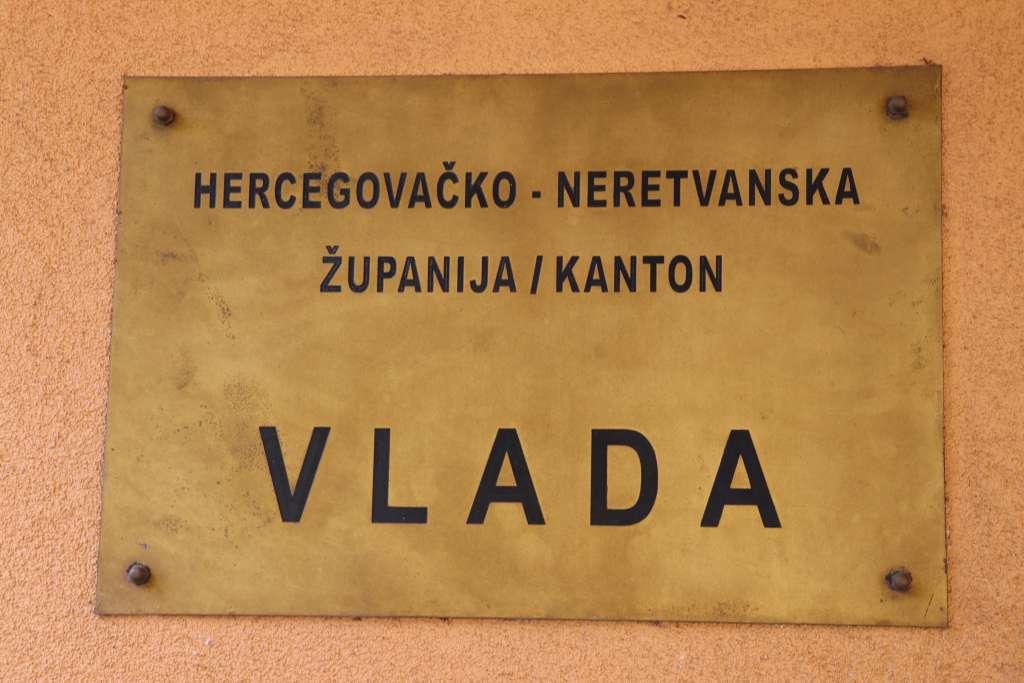 HERCEGOVAČKO - NERETVANSKA
ŽUPANIJA / KANTON
VLADA